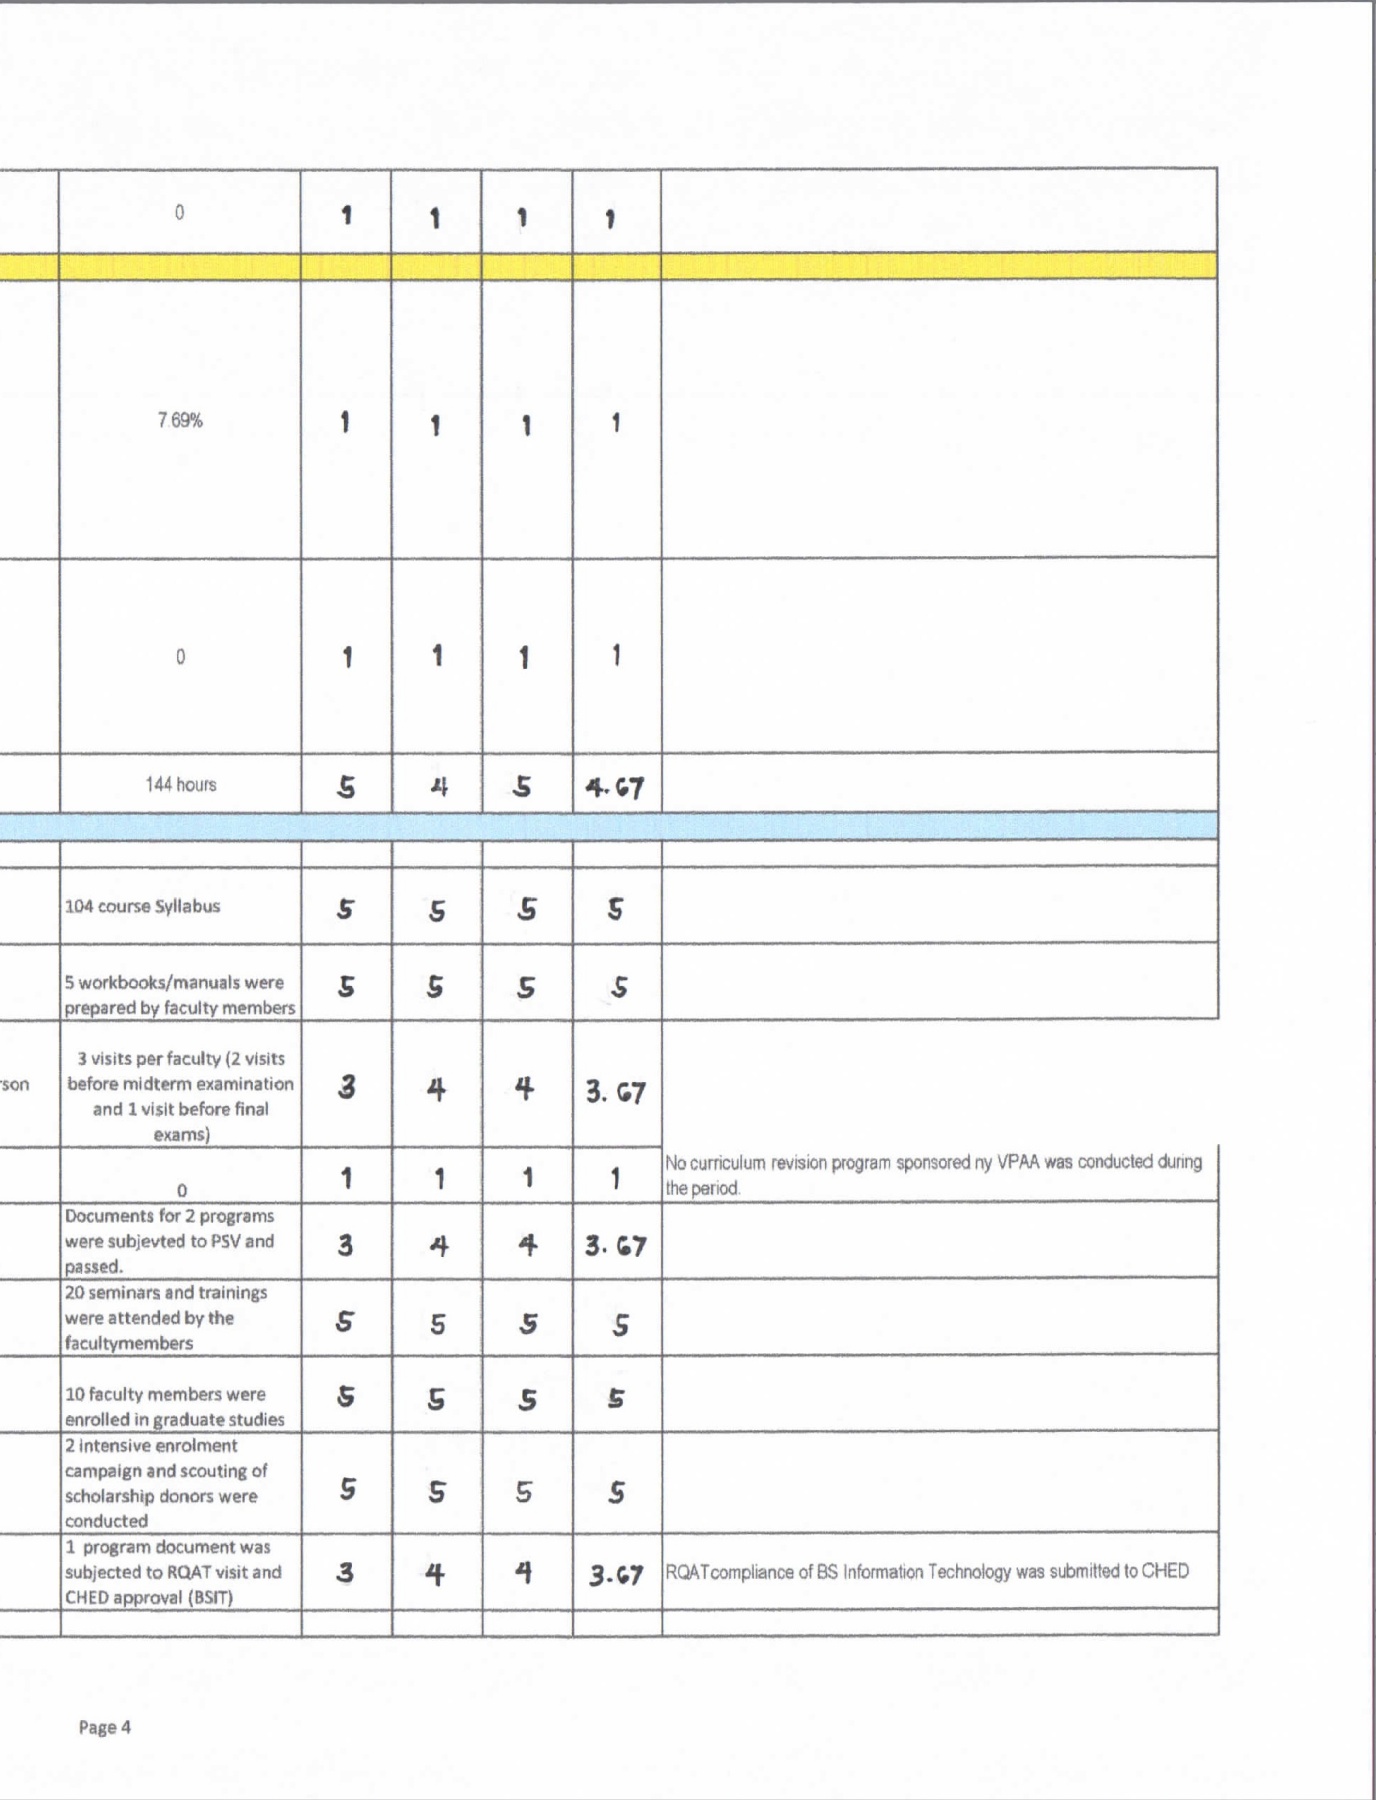 0 1 1 1 1
7.69% 1 1 1 1
0 1 1 1 1
144 hours 5 4 5 4.67
104 course Syllabus 5 5 5 5
5 workbooks/manuals were
prepared by faculty members 5 5 5 5
3 visits per faculty (2 visits
rson before midterm examination 3 4 4 3.67
and 1 visit before final
exams)
0 1 1 1 1
No curriculum revision program sponsored ny VPAA was conducted during
the period.
Documents for 2 programs
were subjevted to PSV and 3 4 4 3.67
passed.
20 seminars and trainings
were attended by the 5 5 5 5
facultymembers
10 faculty members were 5 5 5 5
enrolled in graduate studies
2 intensive enrolment
campaign and scouting of
scholarship donors were 5 5 5 5
conducted
1 program document was
subjected to RQAT visit and 3 4 4 3.67 RQATcompliance of BS Information Technology was submitted to CHED
CHED approval (BSIT)
Page 4